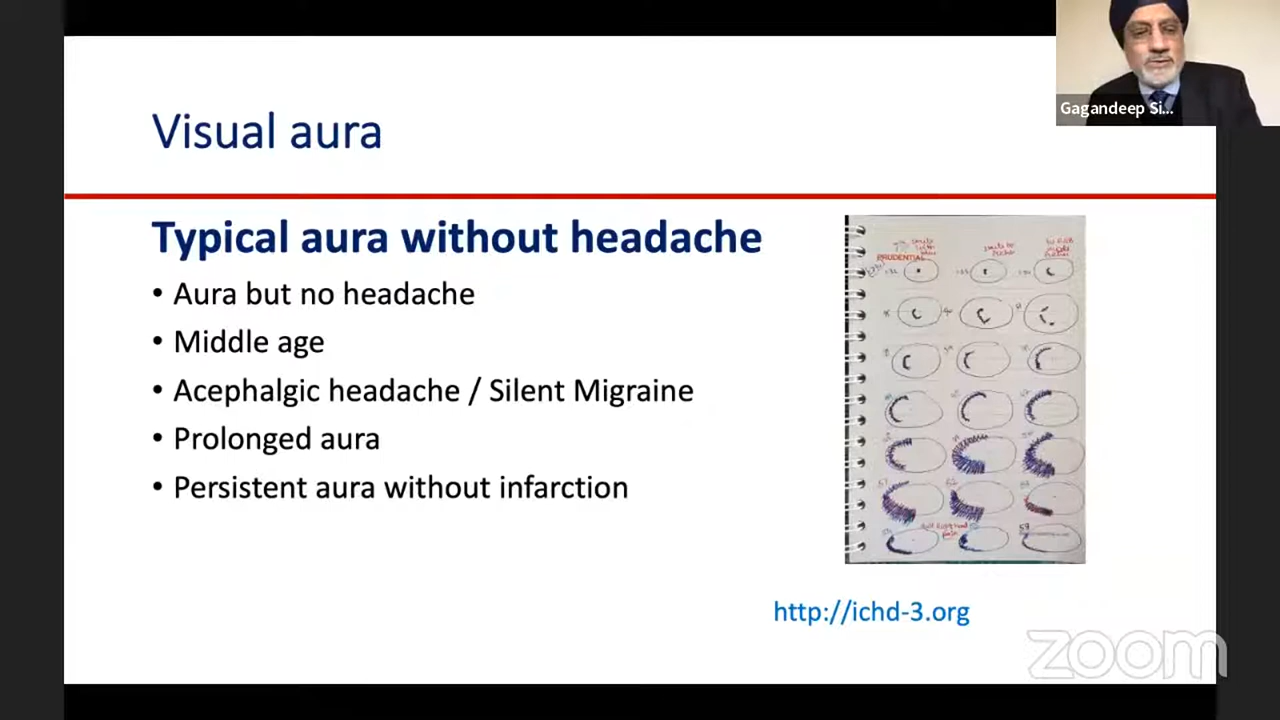 Gagandeep Si...
Visual aura
Typical aura without headache
• Aura but no headache
• Middle age
• Acephalgic headache / Silent Migraine
• Prolonged aura
• Persistent aura without infarction
PRUDENTIAL
http://ichd-3.org
zoom